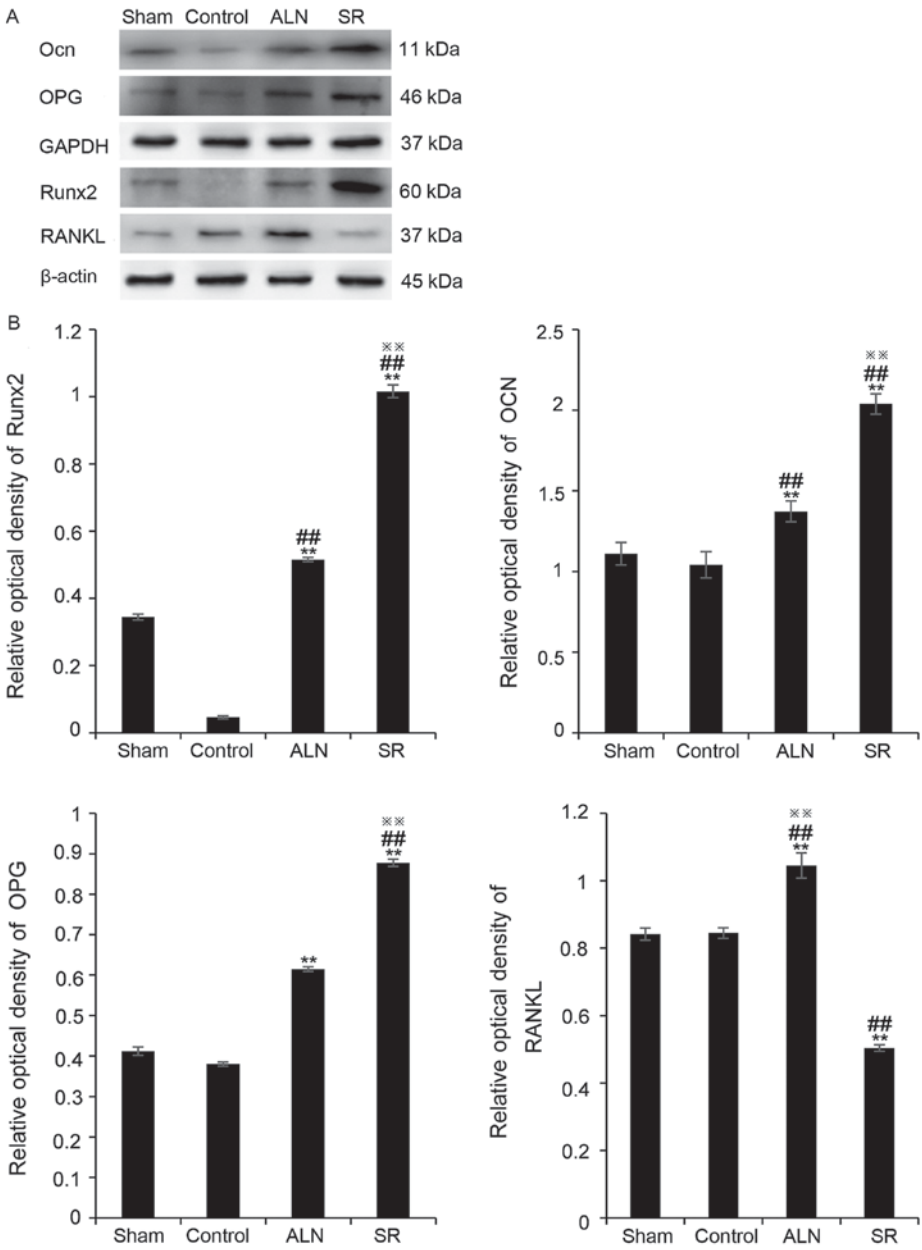 A
Sham Control ALN SR
Ocn 11 kDa
OPG 46 kDa
GAPDH 37 kDa
Runx2 60 kDa
RANKL 37 kDa
β-actin 45 kDa
B
Relative optical density of Runx2
1.2
1
0.8
0.6
0.4
0.2
0
※※
##
**
##
**
Sham Control ALN SR
Relative optical density of OCN
2.5
2
1.5
1
0.5
0
※※
##
**
##
**
Sham Control ALN SR
Relative optical density of OPG
1
0.9
0.8
0.7
0.6
0.5
0.4
0.3
0.2
0.1
0
※※
##
**
**
Sham Control ALN SR
Relative optical density of
RANKL
1.2
1
0.8
0.6
0.4
0.2
0
※※
##
**
##
**
Sham Control ALN SR